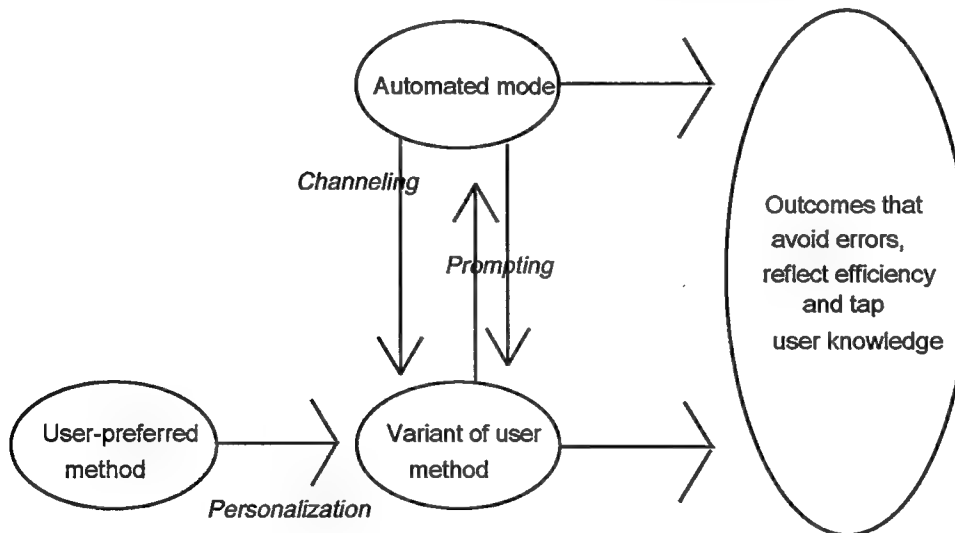 Automated mode
Channeling
Prompting
Outcomes that
avoid errors,
reflect efficiency
and tap
user knowledge
User-preferred
method
Variant of user
method
Personalization